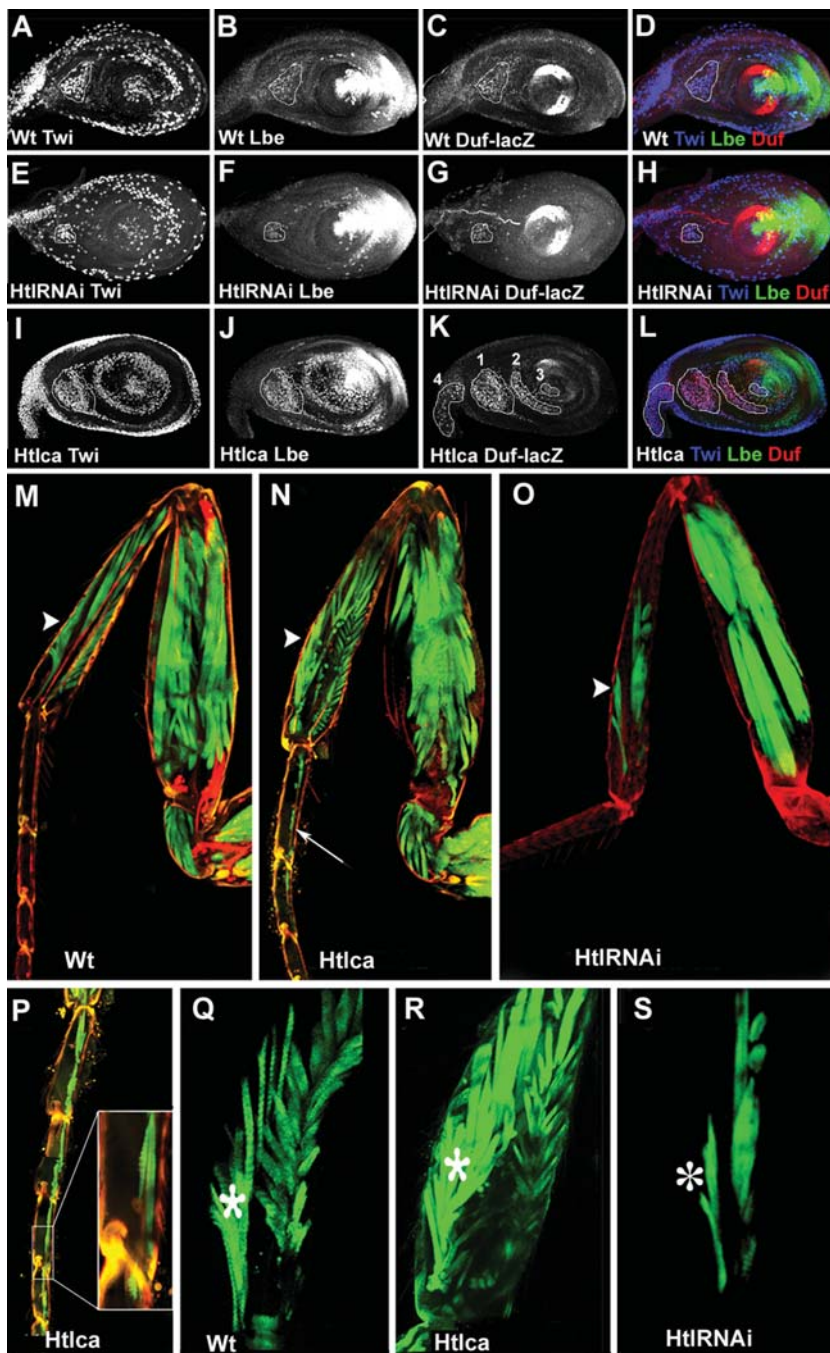 A
B
C
D
Wt Twi
Wt Lbe
Wt Duf-lacZ
Wt Twi Lbe Duf
E
F
G
H
HtlRNAi Twi
HtlRNAi Lbe
HtlRNAi Duf-lacZ
HtlRNAi Twi Lbe Duf
I
J
K
L
4
1
2
3
Htlca Twi
Htlca Lbe
Htlca Duf-lacZ
Htlca Twi Lbe Duf
M
N
O
Wt
Htlca
HtlRNAi
P
Q
R
S
*
*
*
Htlca
Wt
Htlca
HtlRNAi